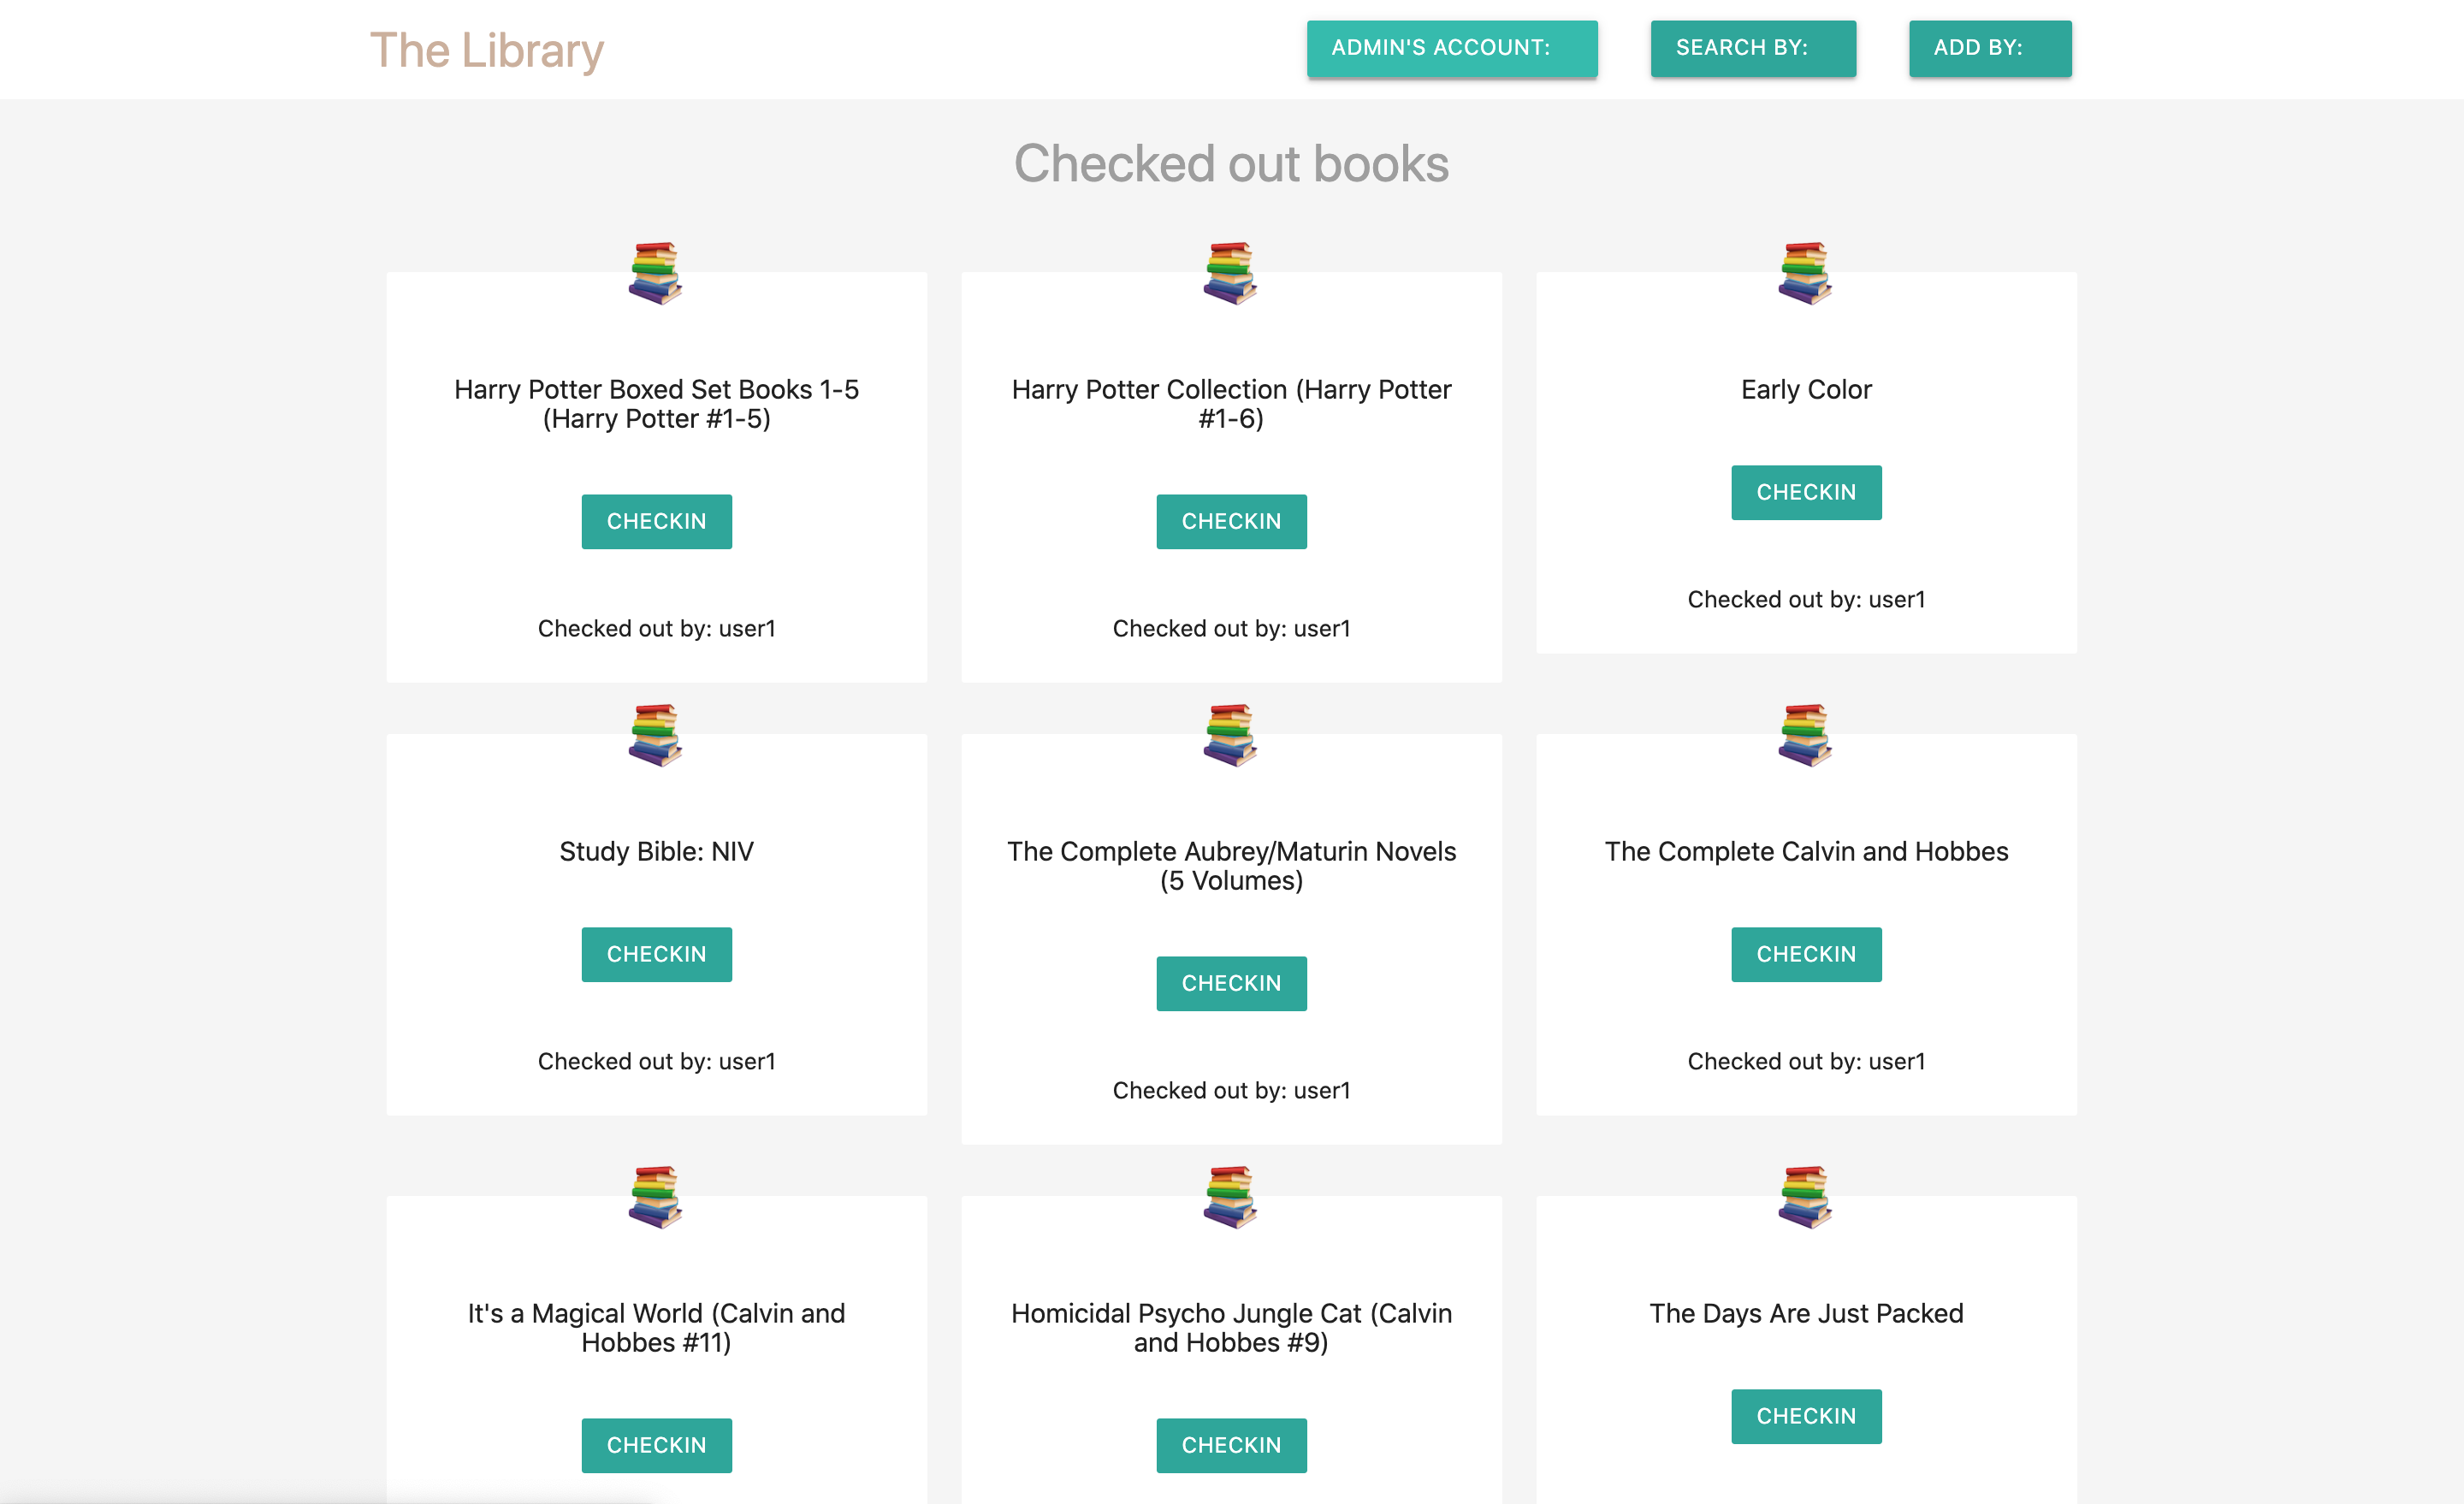 The Library
ADMIN'S ACCOUNT:
SEARCH BY:
ADD BY:
Checked out books
Harry Potter Boxed Set Books 1-5
(Harry Potter #1-5)
CHECKIN
Checked out by: user1
Harry Potter Collection (Harry Potter
#1-6)
CHECKIN
Checked out by: user1
Early Color
CHECKIN
Checked out by: user1
Study Bible: NIV
CHECKIN
Checked out by: user1
The Complete Aubrey/Maturin Novels
(5 Volumes)
CHECKIN
Checked out by: user1
The Complete Calvin and Hobbes
CHECKIN
Checked out by: user1
It's a Magical World (Calvin and
Hobbes #11)
CHECKIN
Homicidal Psycho Jungle Cat (Calvin
and Hobbes #9)
CHECKIN
The Days Are Just Packed
CHECKIN